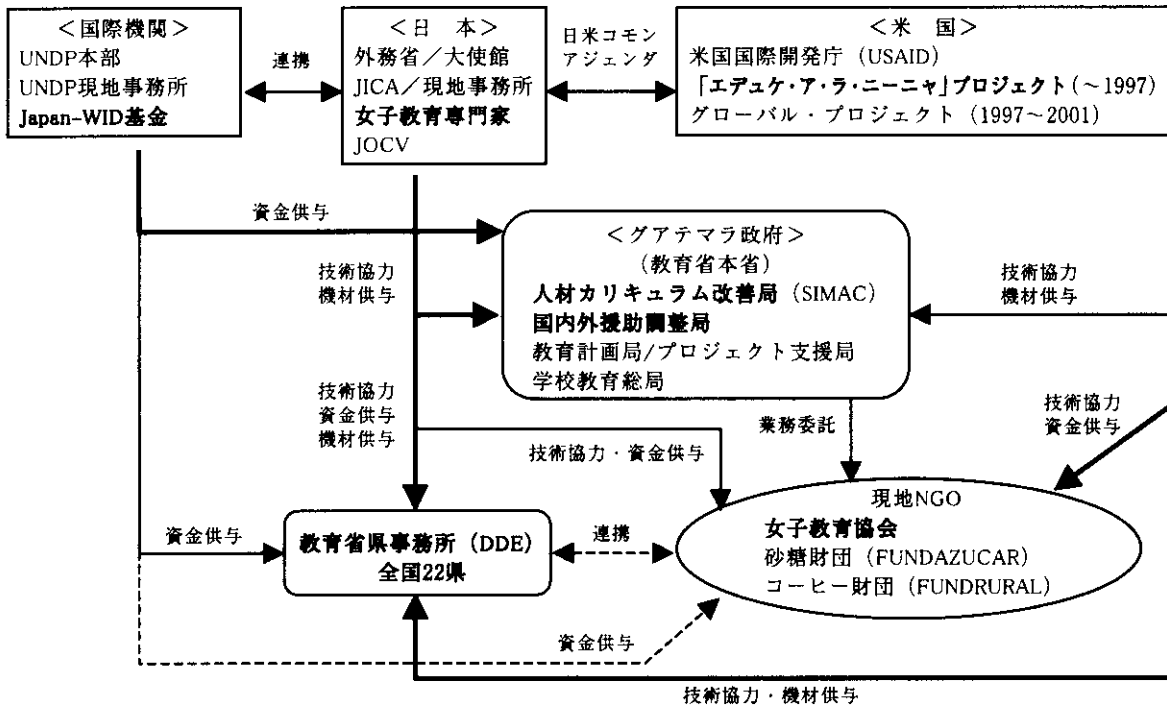 ＜国際機関＞
UNDP本部
UNDP現地事務所
Japan-WID基金
連携
＜日　本＞
外務省／大使館
JICA／現地事務所
女子教育専門家
JOCV
日米コモン
アジェンダ
＜米　国＞
米国国際開発庁（USAID）
「エデュケ・ア・ラ・ニーニャ」プロジェクト（～1997）
グローバル・プロジェクト（1997～2001）
資金供与
技術協力
機材供与
＜グアテマラ政府＞
（教育省本省）
人材カリキュラム改善局（SIMAC）
国内外援助調整局
教育計画局/プロジェクト支援局
学校教育総局
技術協力
機材供与
技術協力
資金供与
機材供与
技術協力・資金供与
業務委託
技術協力
資金供与
資金供与
教育省県事務所（DDE）
全国22県
連携
現地NGO
女子教育協会
砂糖財団（FUNDAZUCAR）
コーヒー財団（FUNDRURAL）
資金供与
技術協力・機材供与